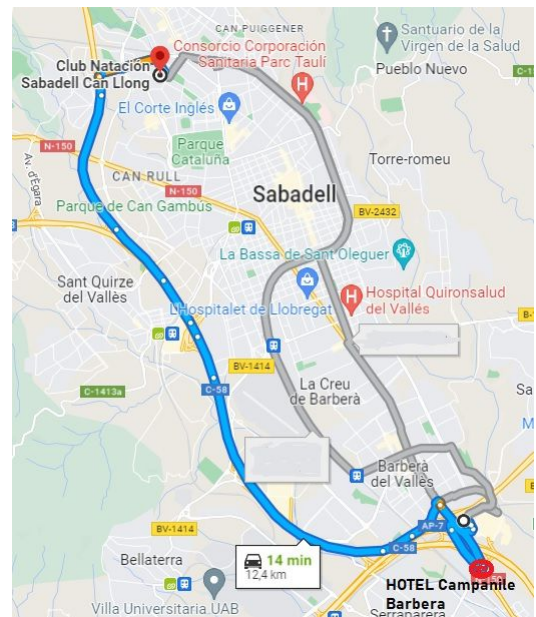 CAN PUIGGENER
Santuario de la
Virgen de la Salud
Club Natación
Sabadell Can Llong
Consorcio Corporación
Sanitaria Parc Taulí
Pueblo Nuevo
El Corte Inglés
C-1413a
N-150
Parque
Cataluña
Torre-romeu
Av. d'Egara
CAN RULL
N-150
Sabadell
Parque de Can Gambús
BV-2432
La Bassa de Sant Oleguer
Sant Quirze
del Vallès
L'Hospitalet de Llobregat
Hospital Quironsalud
del Vallés
BV-1414
C-58
La Creu
de Barberà
C-1413a
Barberà
del Vallès
BV-1414
AP-7
C-58
Bellaterra
14 min
12,4 km
HOTEL Campanile
Barbera
Villa Universitaria UAB
Serraparera